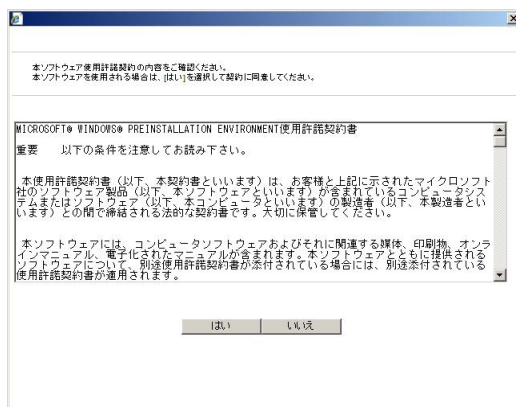 本ソフトウェア使用許諾契約の内容をご確認ください。
本ソフトウェアを使用される場合は、[はい]を選択して契約に同意してください。
MICROSOFT® WINDOWS® PREINSTALLATION ENVIRONMENT使用許諾契約書
重要　以下の条件を注意してお読み下さい。
本使用許諾契約書（以下、本契約書といいます）は、お客様と上記に示されたマイクロソフト
社のソフトウェア製品（以下、本ソフトウェアといいます）が含まれているコンピュータシス
テムまたはソフトウェア（以下、本コンピュータといいます）の製造者（以下、本製造者とい
います）との間で締結される法的な契約書です。大切に保管してください。
本ソフトウェアには、コンピュータソフトウェアおよびそれに関連する媒体、印刷物、オンラ
インマニュアル、電子化されたマニュアルが含まれます。本ソフトウェアとともに提供される
ソフトウェアについて、別途使用許諾契約書が添付されている場合には、別途添付されている
使用許諾契約書が適用されます。
はい
いいえ